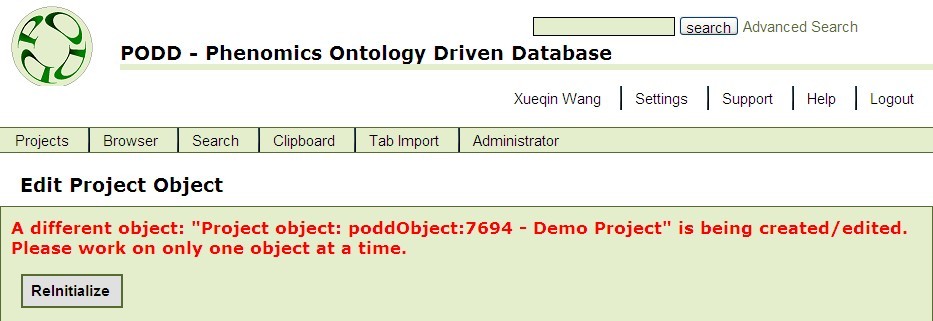 search Advanced Search
PODD - Phenomics Ontology Driven Database
Xueqin Wang Settings Support Help Logout
Projects Browser Search Clipboard Tab Import Administrator
Edit Project Object
A different object: "Project object: poddObject:7694 - Demo Project" is being created/edited.
Please work on only one object at a time.
ReInitialize